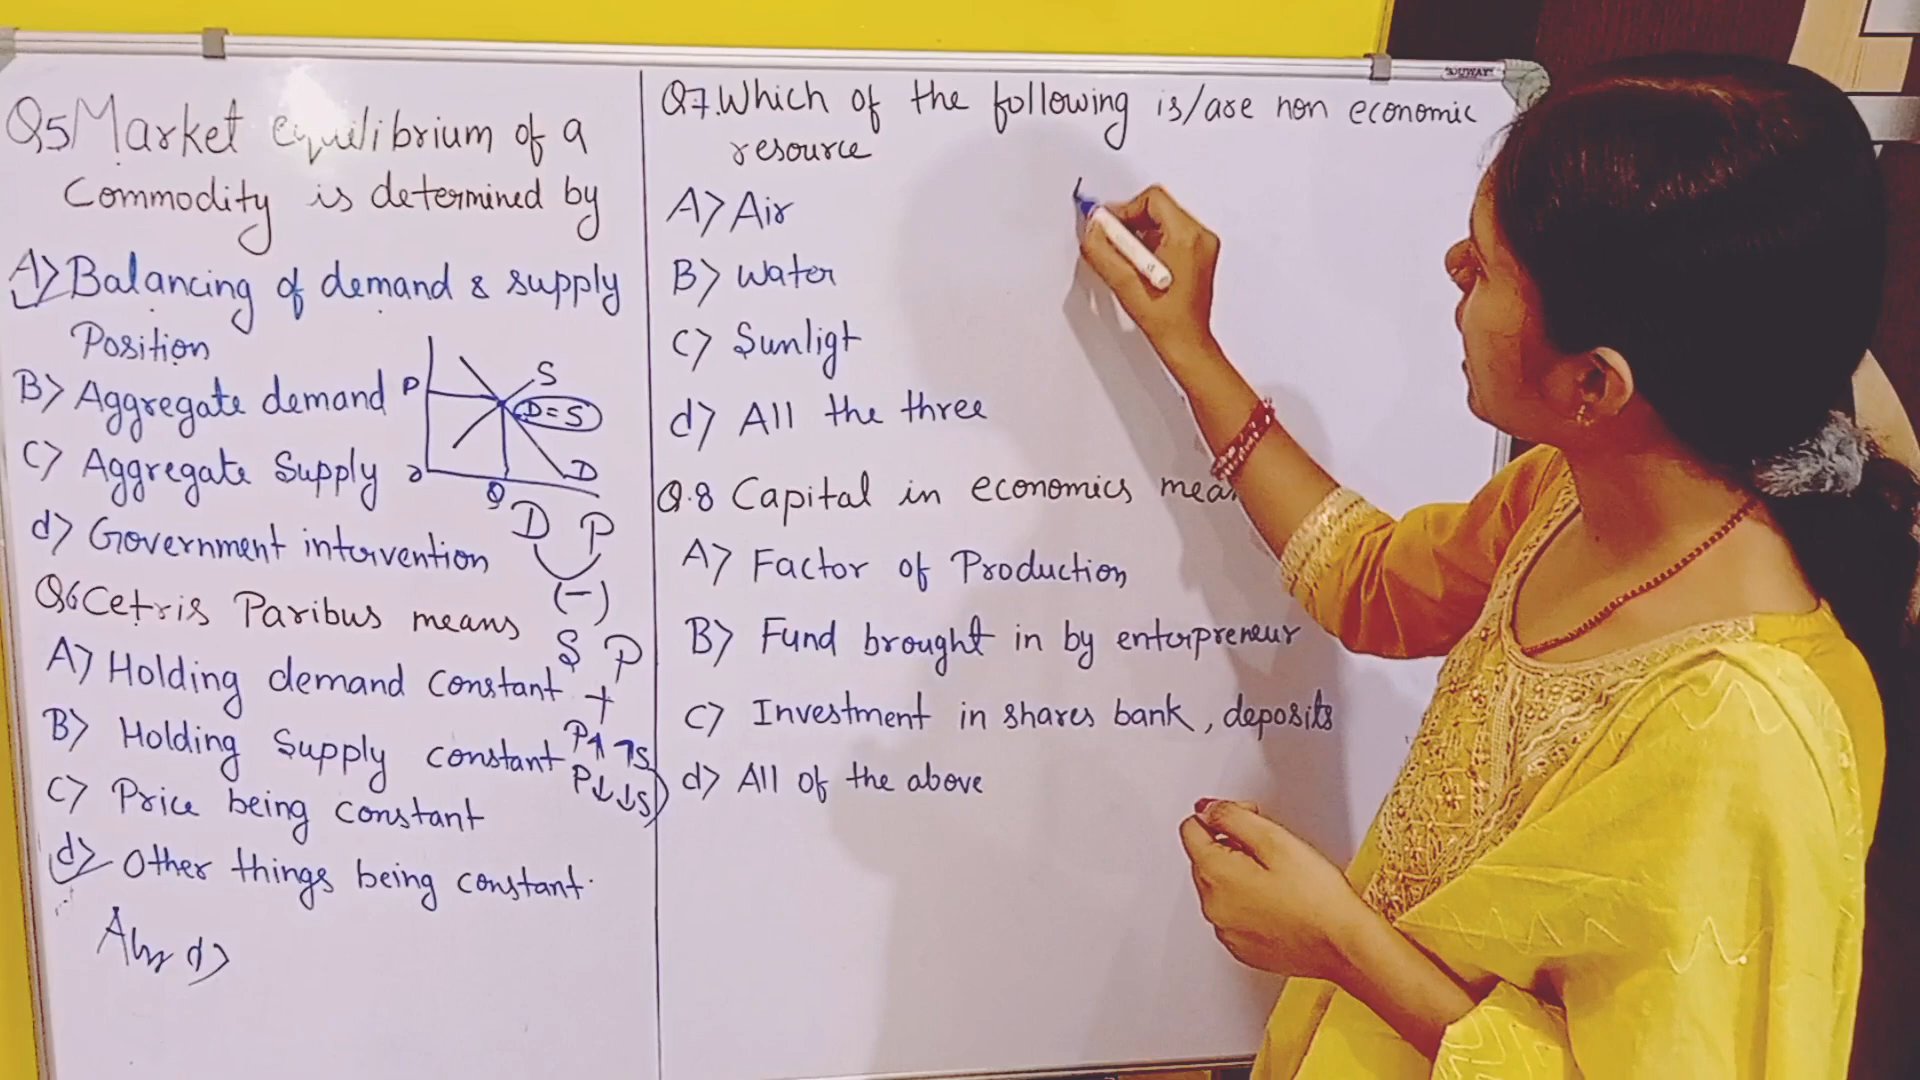 Q5 Market equilibrium of a
Commodity is determined by
A> Balancing of demand & supply
Position
B> Aggregate demand
C> Aggregate Supply
d> Government intervention
P
S
D=S
D
Q
D P
(-)
Q6 Cetris Paribus means
S P
+
A> Holding demand constant
B> Holding Supply constant
P↑ ↑S
P↓ ↓S
C> Price being constant
d> Other things being constant.
d>
Q7. Which of the following is/are non economic
resource
A> Air
B> Water
C> Sunligt
d> All the three
Q.8 Capital in economics
A> Factor of Production
B> Fund brought in by enterpreneur
C> Investment in shares bank, deposits
d> All of the above